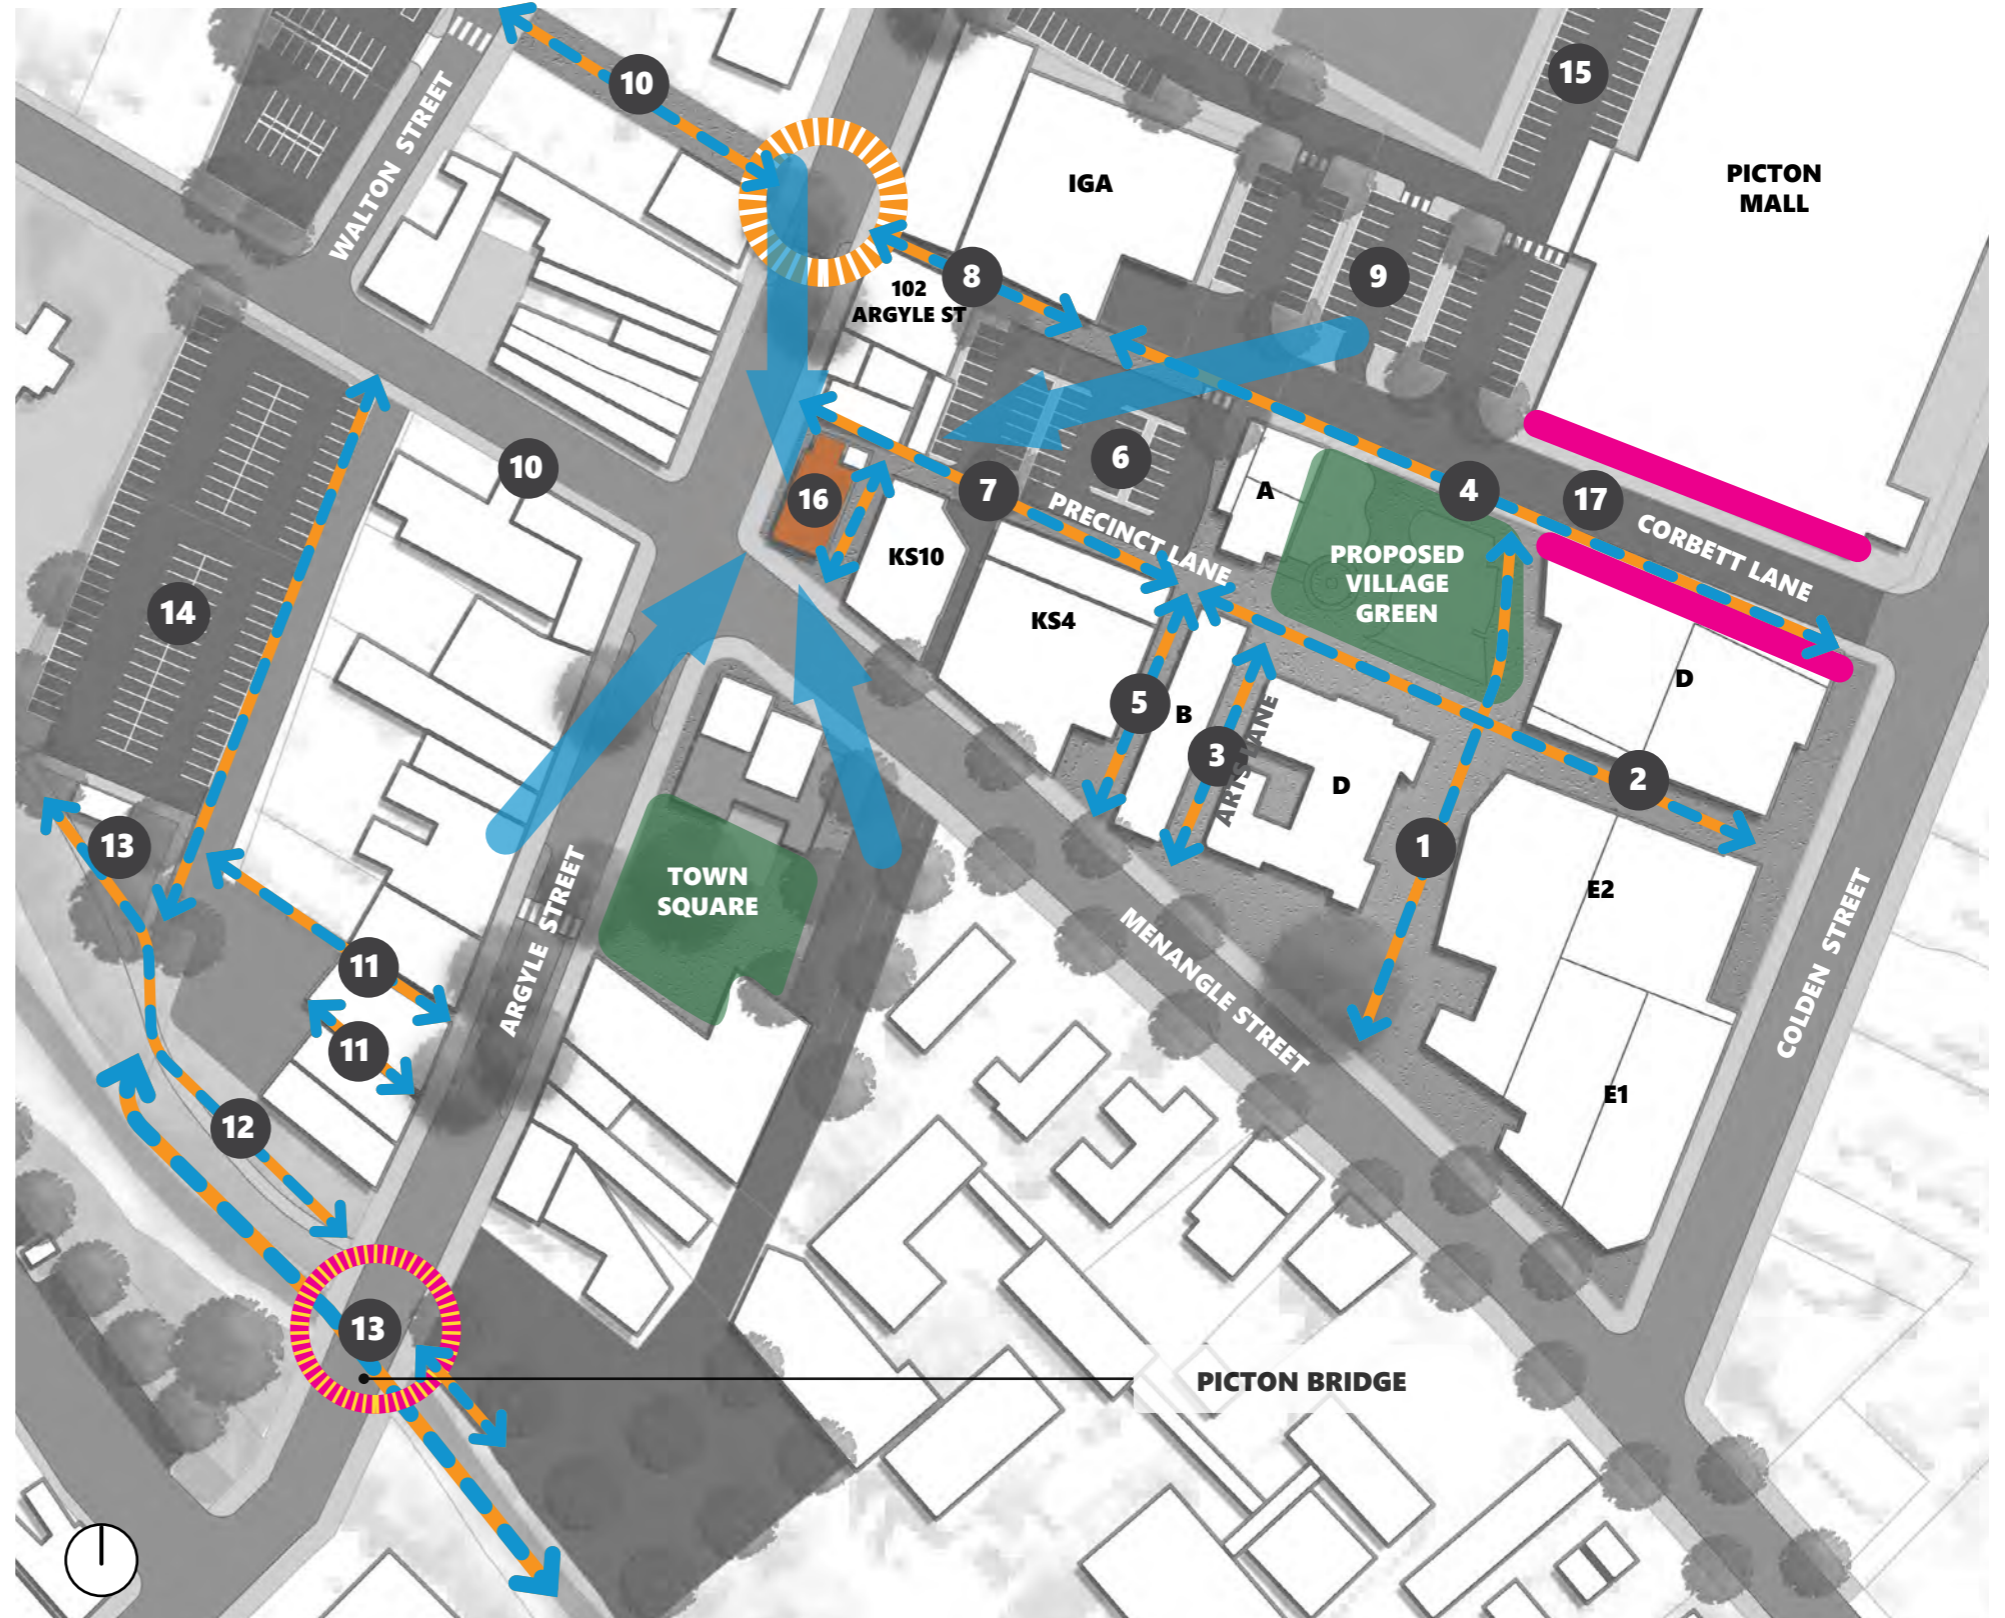 10
15
WALTON STREET
IGA
PICTON
MALL
8
9
102
ARGYLE ST
10
6
A
4
17
16
7
PRECINCT LANE
CORBETT LANE
KS10
PROPOSED
VILLAGE
GREEN
14
KS4
D
5
B
3
ARTS LANE
D
2
13
1
TOWN
SQUARE
E2
11
ARGYLE STREET
MENANGLE STREET
COLDEN STREET
11
12
E1
13
PICTON BRIDGE